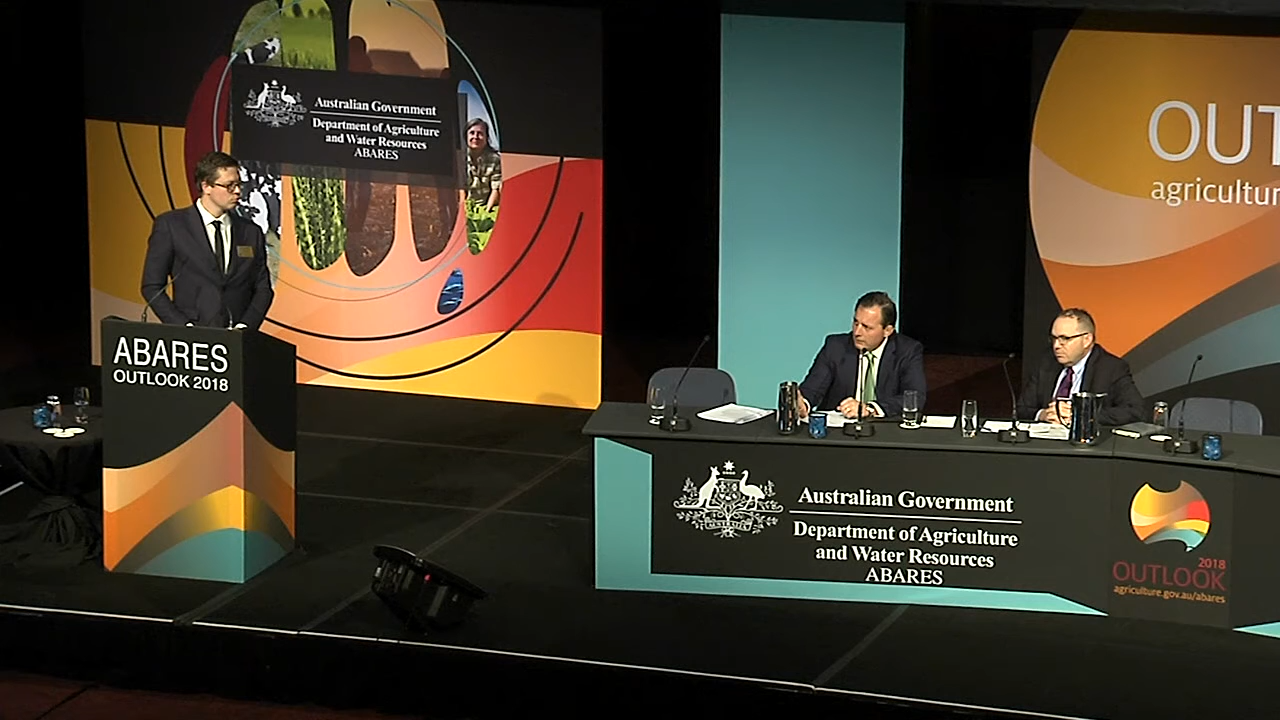 Australian Government
Department of Agriculture
and Water Resources
ABARES
OUT
agricultur
ABARES
OUTLOOK 2018
Australian Government
Department of Agriculture
and Water Resources
ABARES
2018
OUTLOOK
agriculture.gov.au/abares